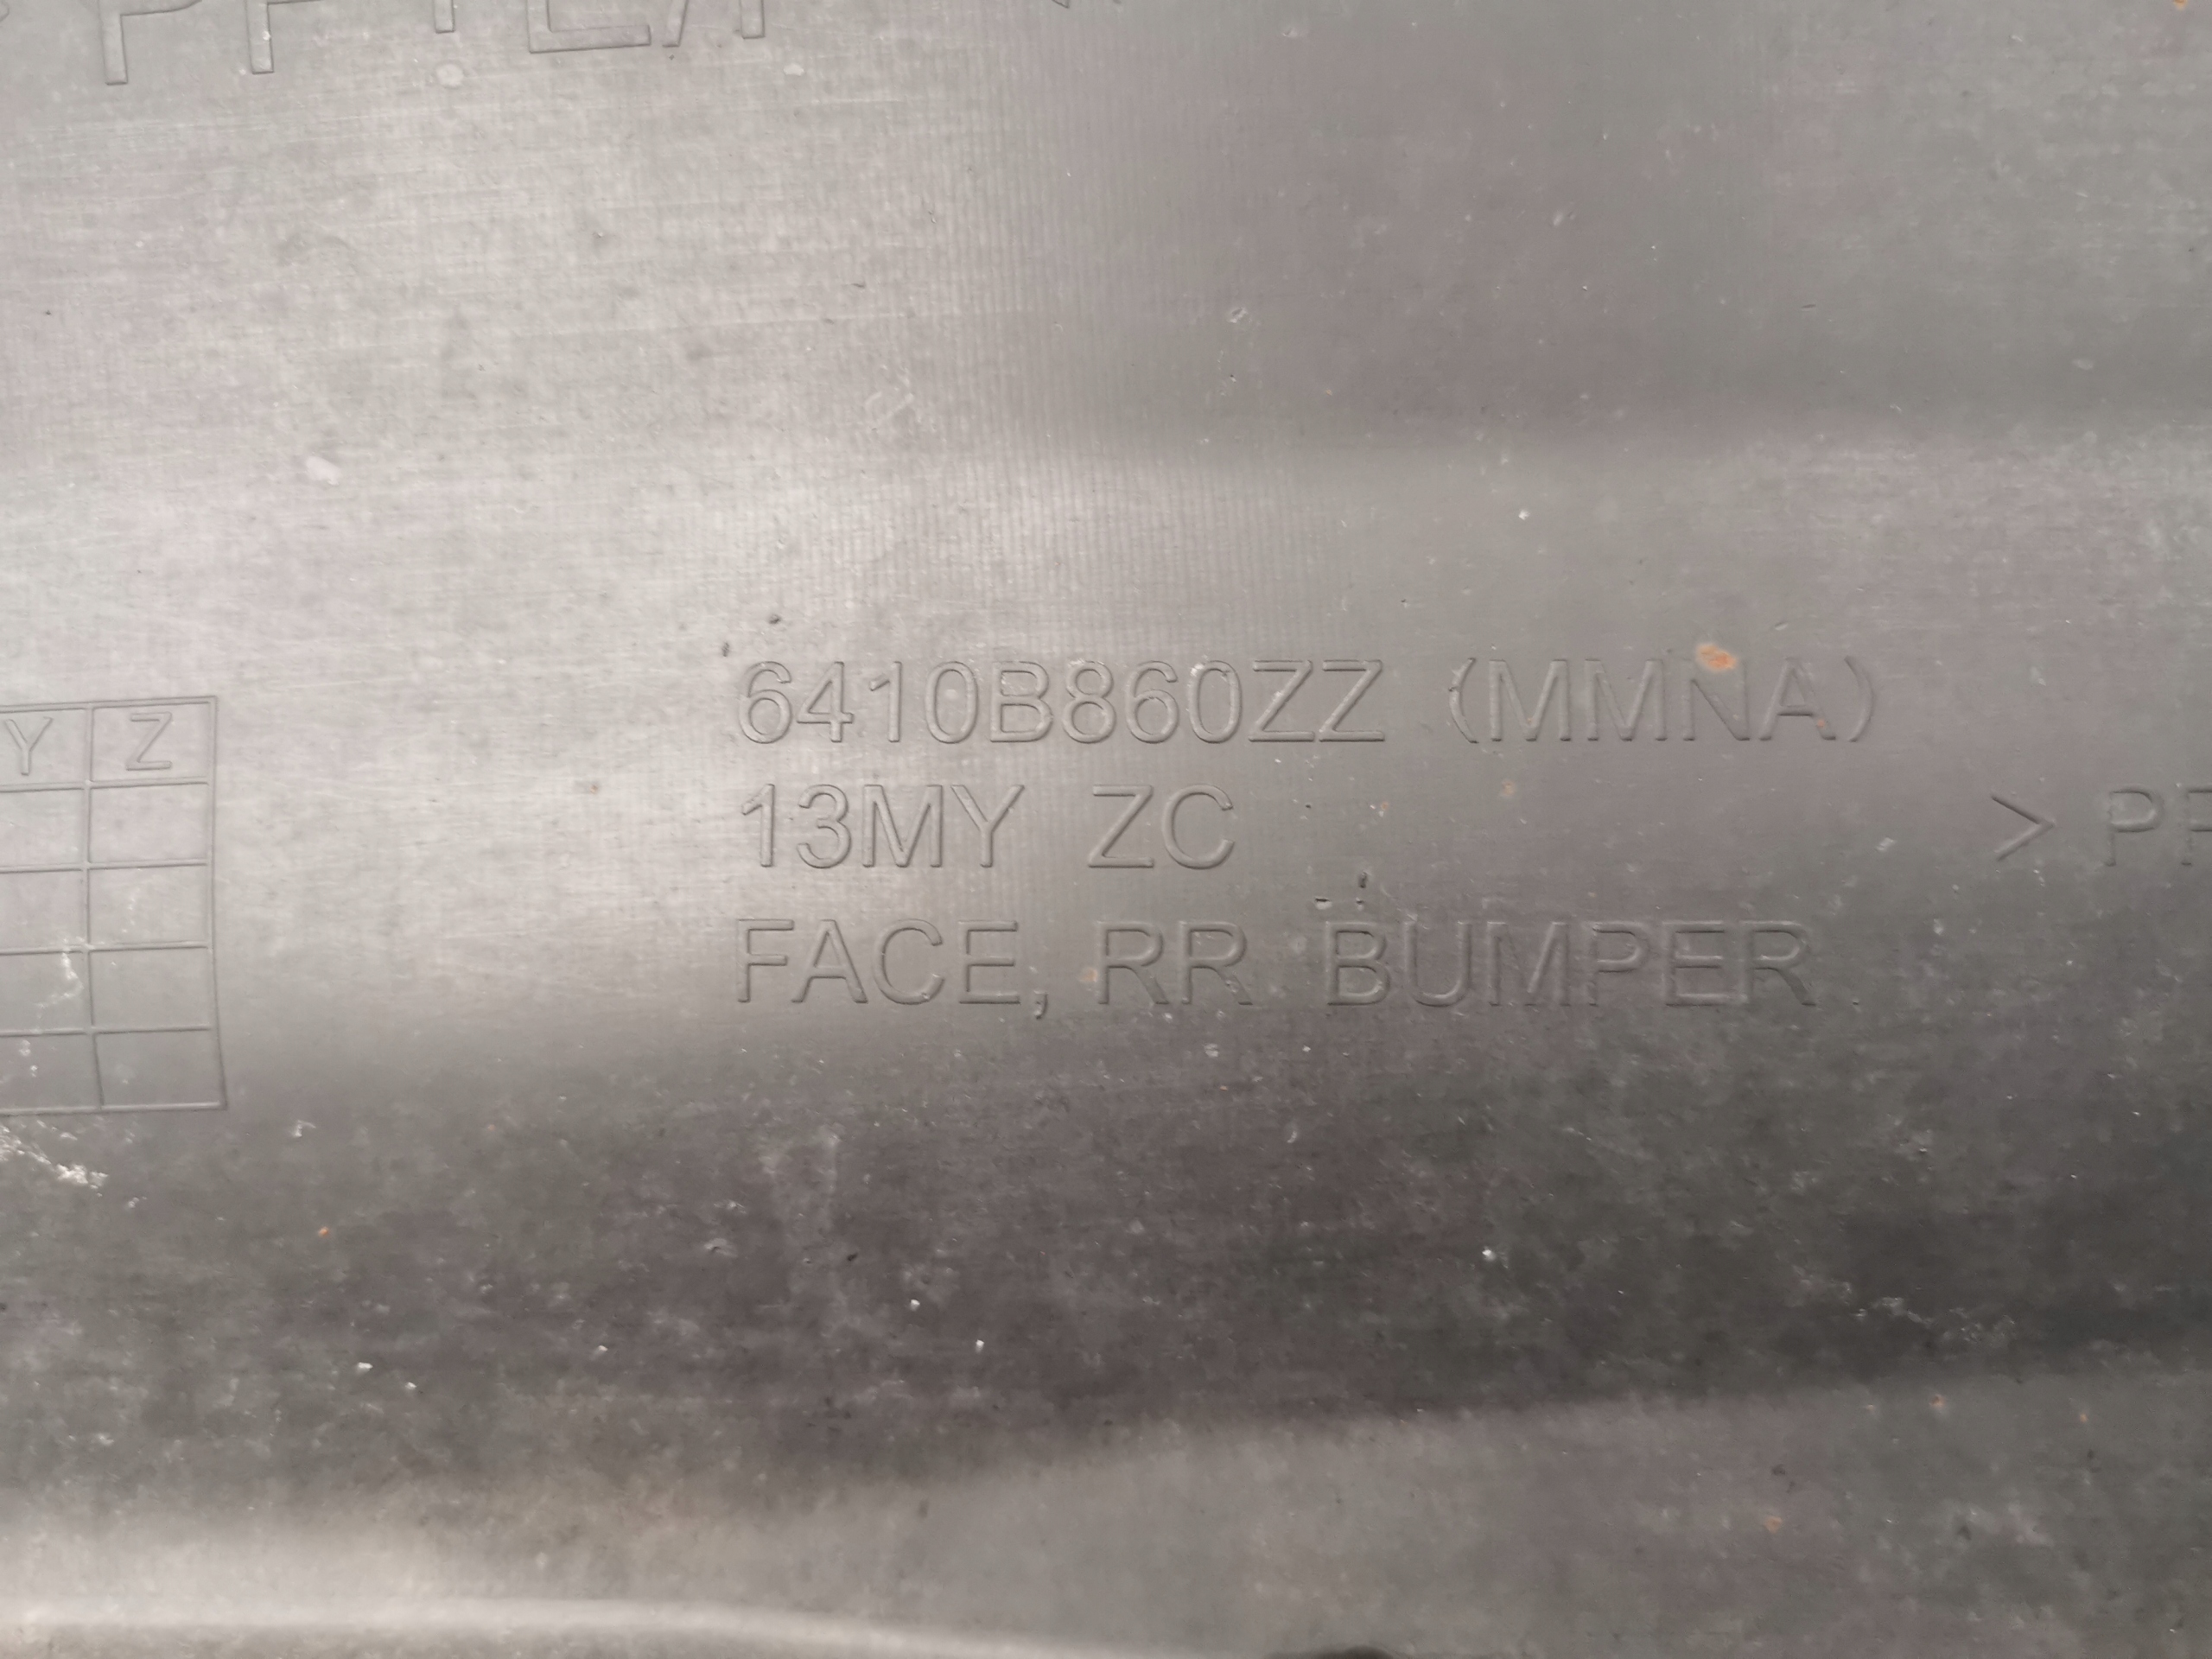 Y Z
6410B860ZZ (MMNA)
13MY ZC
FACE, RR BUMPER
>